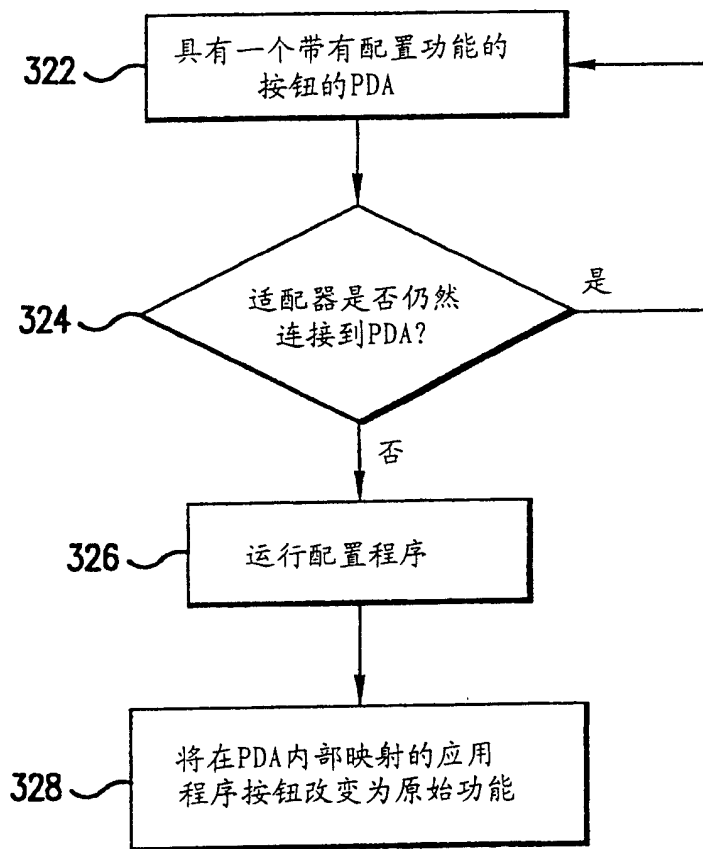 322
具有一个带有配置功能的
按钮的PDA
324
适配器是否仍然
连接到PDA?
是
否
326
运行配置程序
328
将在PDA内部映射的应用
程序按钮改变为原始功能